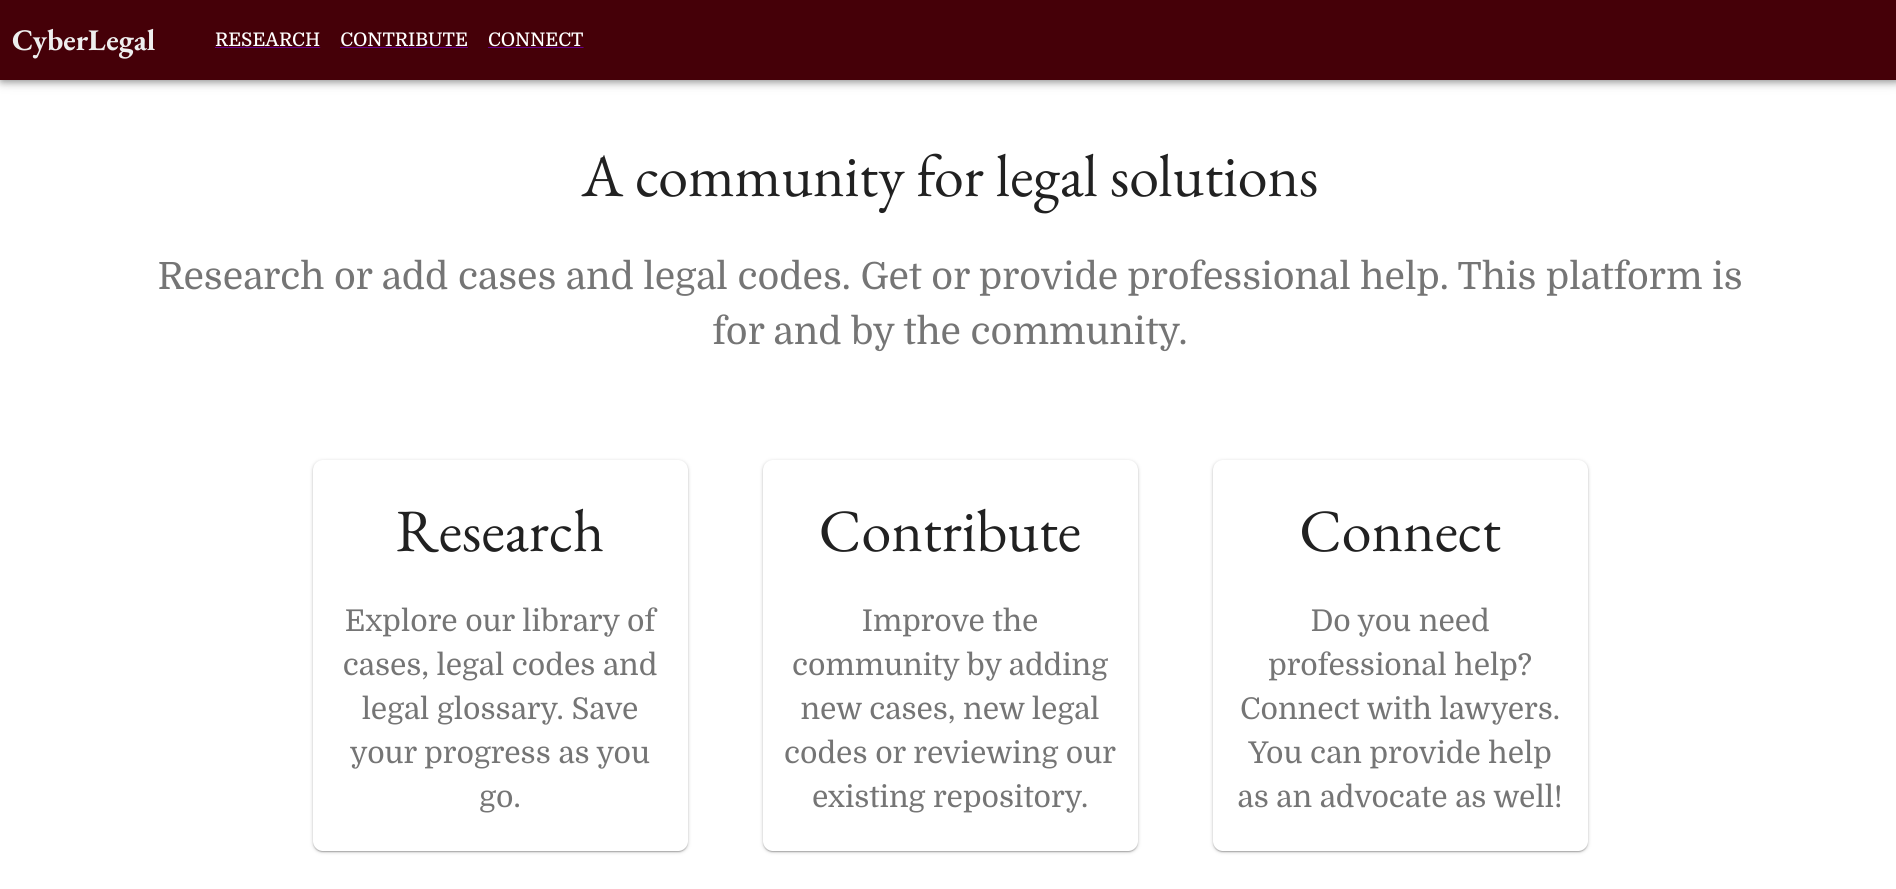 CyberLegal RESEARCH CONTRIBUTE CONNECT
A community for legal solutions
Research or add cases and legal codes. Get or provide professional help. This platform is
for and by the community.
Research
Explore our library of
cases, legal codes and
legal glossary. Save
your progress as you
go.
Contribute
Improve the
community by adding
new cases, new legal
codes or reviewing our
existing repository.
Connect
Do you need
professional help?
Connect with lawyers.
You can provide help
as an advocate as well!